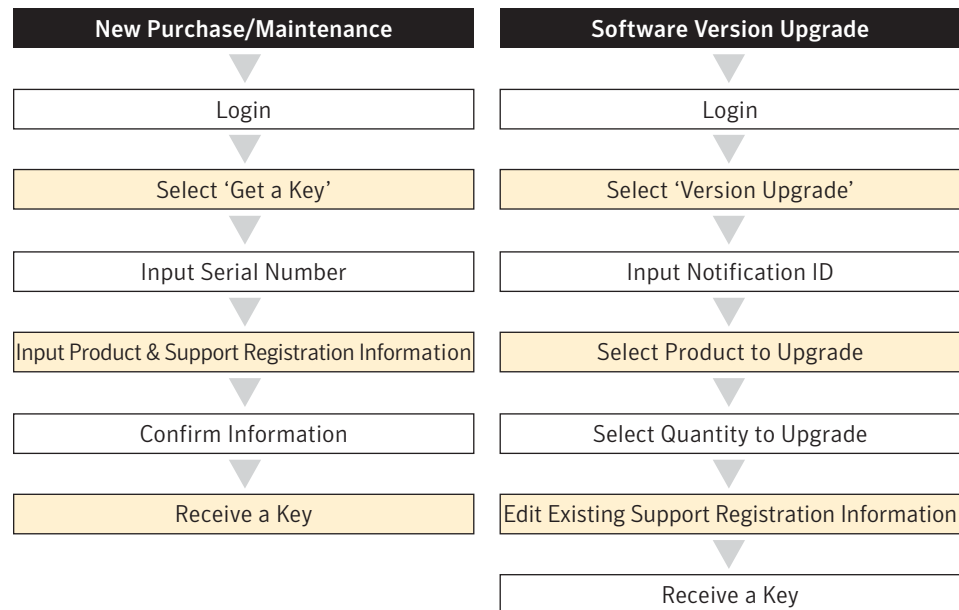 New Purchase/Maintenance
Login
Select ‘Get a Key’
Input Serial Number
Input Product & Support Registration Information
Confirm Information
Receive a Key
Software Version Upgrade
Login
Select ‘Version Upgrade’
Input Notification ID
Select Product to Upgrade
Select Quantity to Upgrade
Edit Existing Support Registration Information
Receive a Key